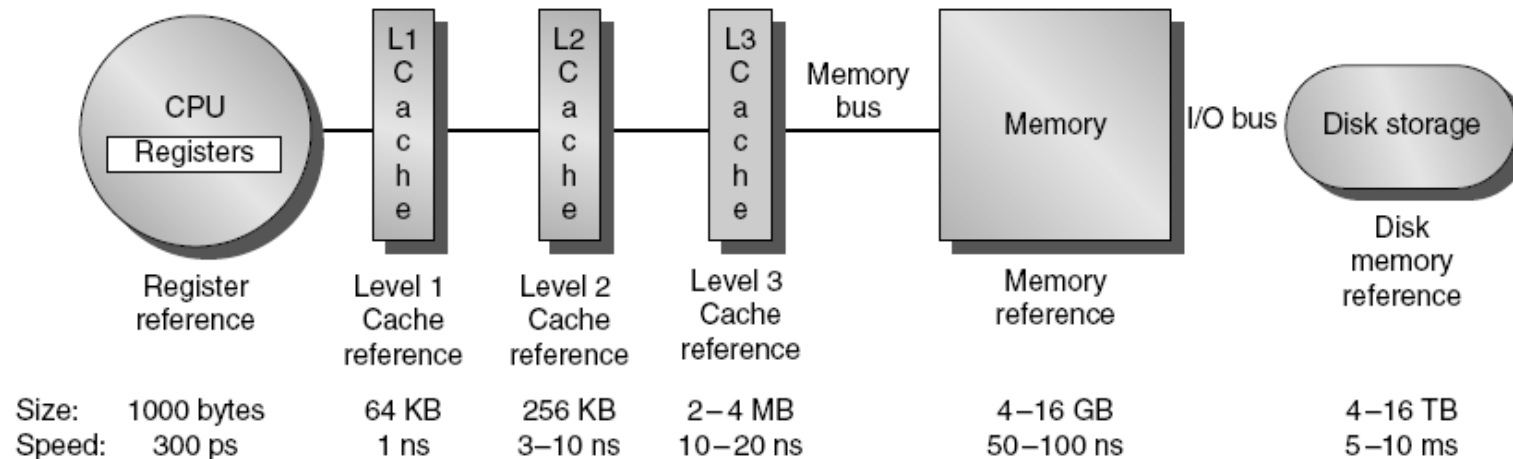 CPU
Registers
L1
C
a
c
h
e
L2
C
a
c
h
e
L3
C
a
c
h
e
Memory
bus
Memory
I/O bus
Disk storage
Register
reference
Level 1
Cache
reference
Level 2
Cache
reference
Level 3
Cache
reference
Memory
reference
Disk
memory
reference
Size: 1000 bytes 64 KB 256 KB 2–4 MB 4–16 GB 4–16 TB
Speed: 300 ps 1 ns 3–10 ns 10–20 ns 50–100 ns 5–10 ms